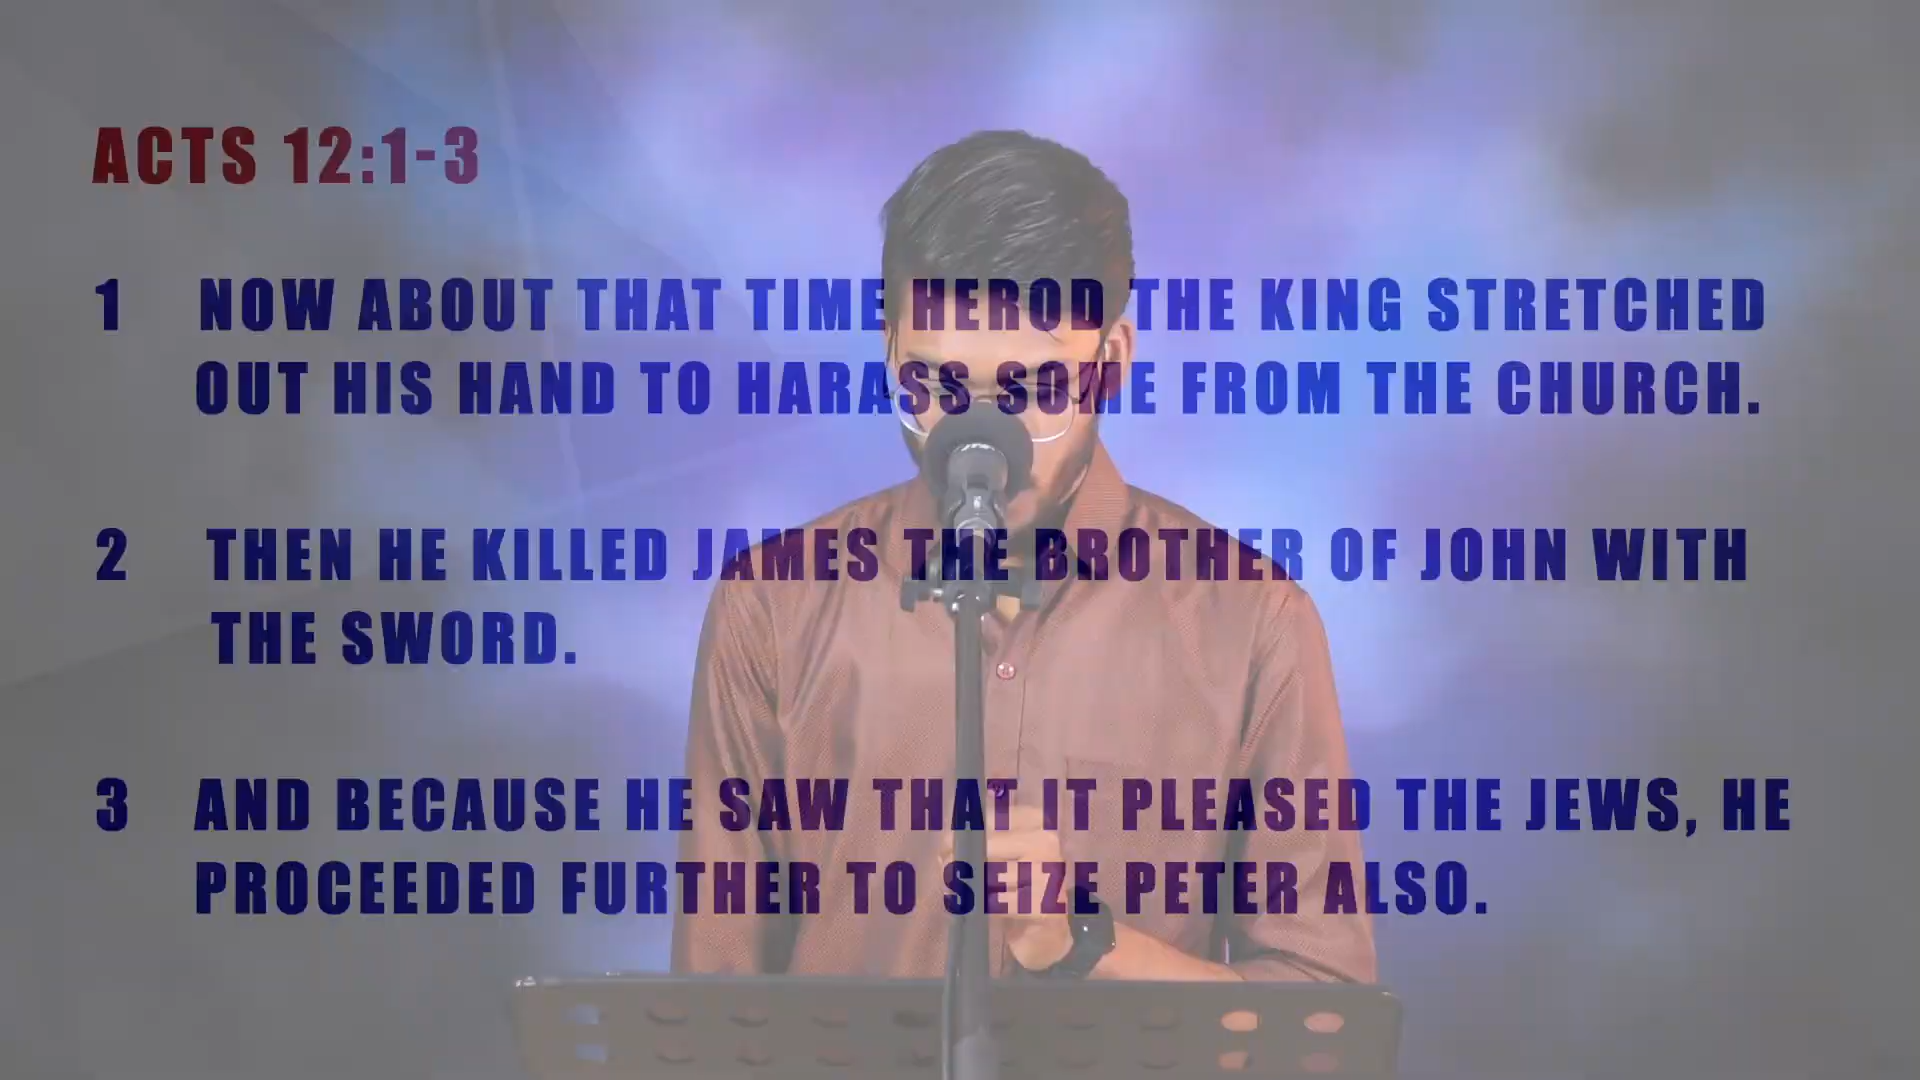 ACTS 12:1-3
1 NOW ABOUT THAT TIME HEROD THE KING STRETCHED
OUT HIS HAND TO HARASS SOME FROM THE CHURCH.
2 THEN HE KILLED JAMES THE BROTHER OF JOHN WITH
THE SWORD.
3 AND BECAUSE HE SAW THAT IT PLEASED THE JEWS, HE
PROCEEDED FURTHER TO SEIZE PETER ALSO.